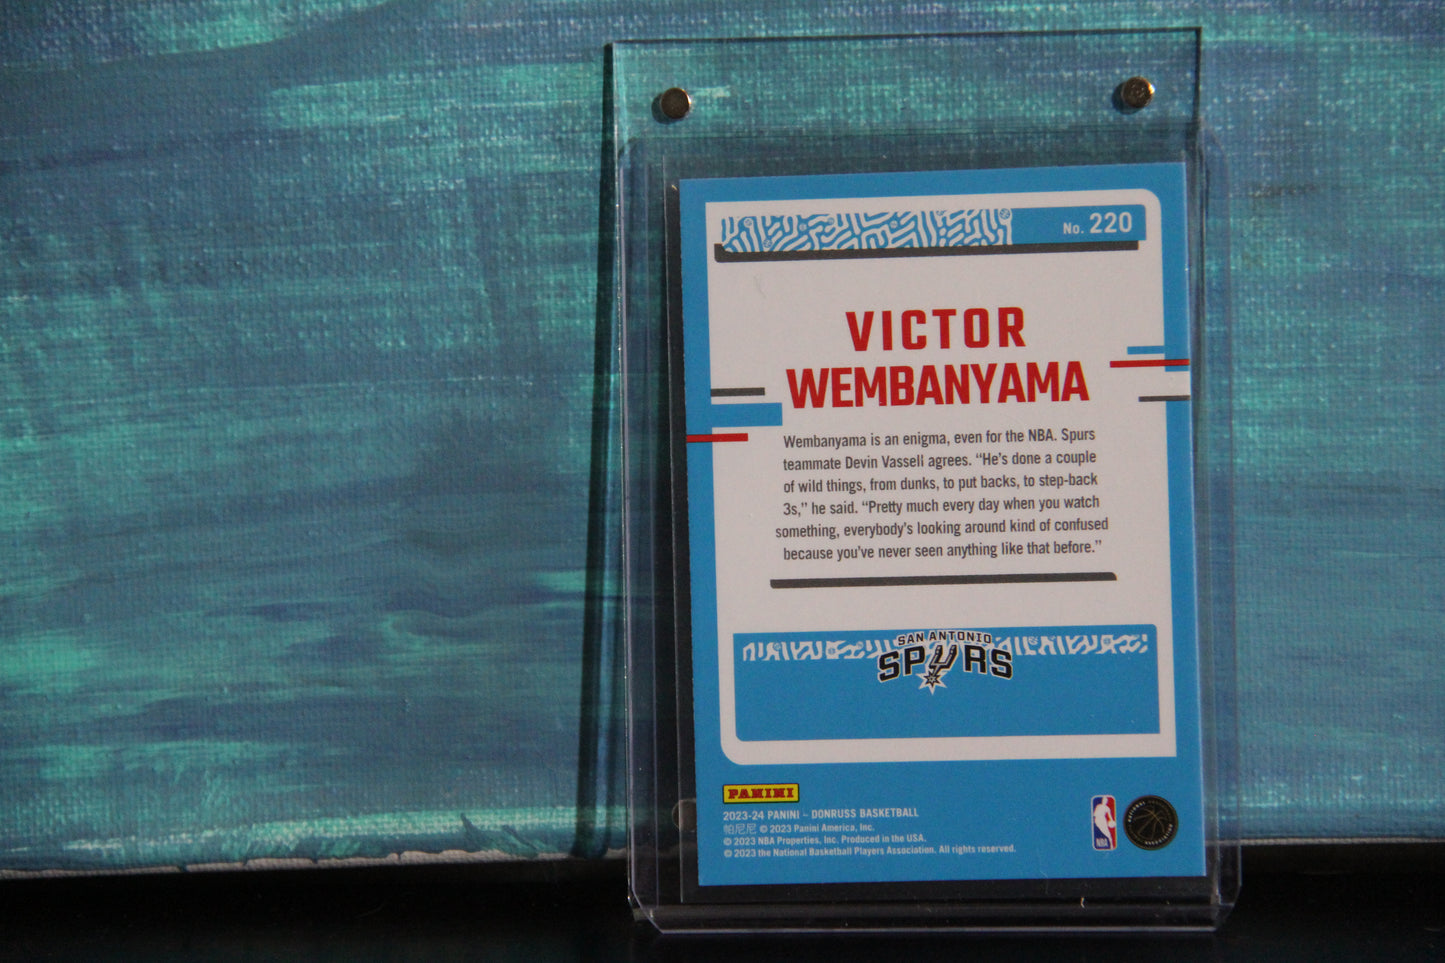 No. 220
VICTOR
WEMBANYAMA
Wembanyama is an enigma, even for the NBA. Spurs
teammate Devin Vassell agrees. “He’s done a couple
of wild things, from dunks, to put backs, to step-back
3s,” he said. “Pretty much every day when you watch
something, everybody’s looking around kind of confused
because you’ve never seen anything like that before.”
SAN ANTONIO
SPURS
PANINI
2023-24 PANINI – DONRUSS BASKETBALL
帕尼尼 © 2023 Panini America, Inc.
© 2023 NBA Properties, Inc. Produced in the USA.
© 2023 the National Basketball Players Association. All rights reserved.
NBA